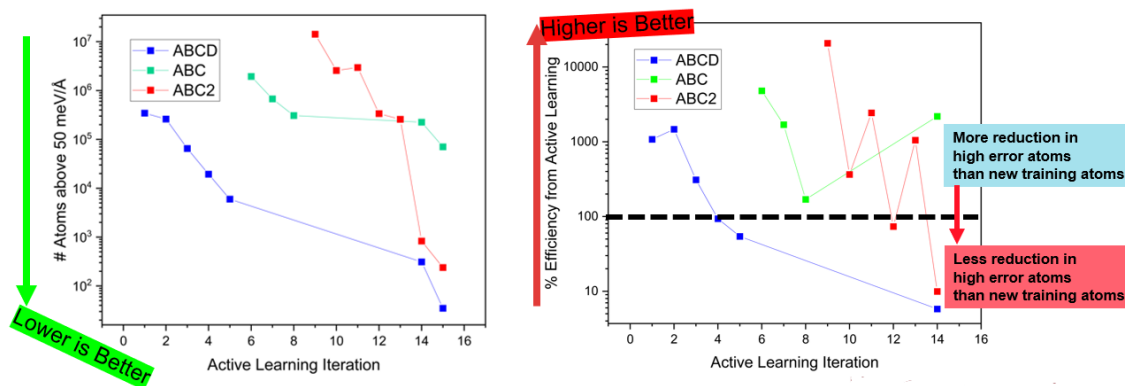 Lower is Better
# Atoms above 50 meV/Å
10⁷
10⁶
10⁵
10⁴
10³
10²
ABCD
ABC
ABC2
0 2 4 6 8 10 12 14 16
Active Learning Iteration
Higher is Better
% Efficiency from Active Learning
10000
1000
100
10
ABCD
ABC
ABC2
0 2 4 6 8 10 12 14 16
Active Learning Iteration
More reduction in
high error atoms
than new training atoms
Less reduction in
high error atoms
than new training atoms